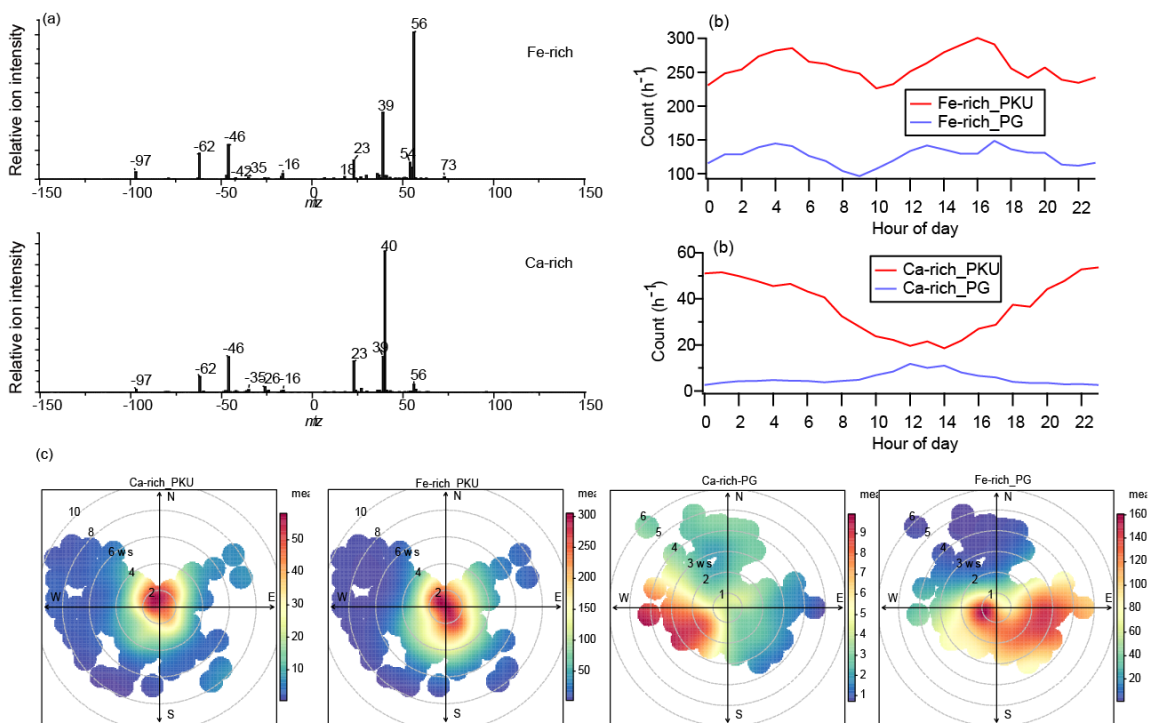 (a)
Relative ion intensity
Fe-rich
56
39
-46
-62
-97
23
54
-42
-35
-16
18
73
-150 -100 -50 0 50 100 150
m/z
Relative ion intensity
Ca-rich
40
-46
-62
-97
23
39
-35
-26
-16
56
-150 -100 -50 0 50 100 150
m/z
(b)
Count (h⁻¹)
300
250
200
150
100
Fe-rich_PKU
Fe-rich_PG
0 2 4 6 8 10 12 14 16 18 20 22
Hour of day
(b)
Count (h⁻¹)
60
40
20
0
Ca-rich_PKU
Ca-rich_PG
0 2 4 6 8 10 12 14 16 18 20 22
Hour of day
(c)
Ca-rich_PKU
mea
N
10
8
6 ws
4
2
W
E
S
50
40
30
20
10
Fe-rich_PKU
mea
N
10
8
6 ws
4
2
W
E
S
300
250
200
150
100
50
Ca-rich-PG
mea
N
6
5
4
3 ws
2
1
W
E
S
9
8
7
6
5
4
3
2
1
Fe-rich_PG
mea
N
6
5
4
3 ws
2
1
W
E
S
160
140
120
100
80
60
40
20